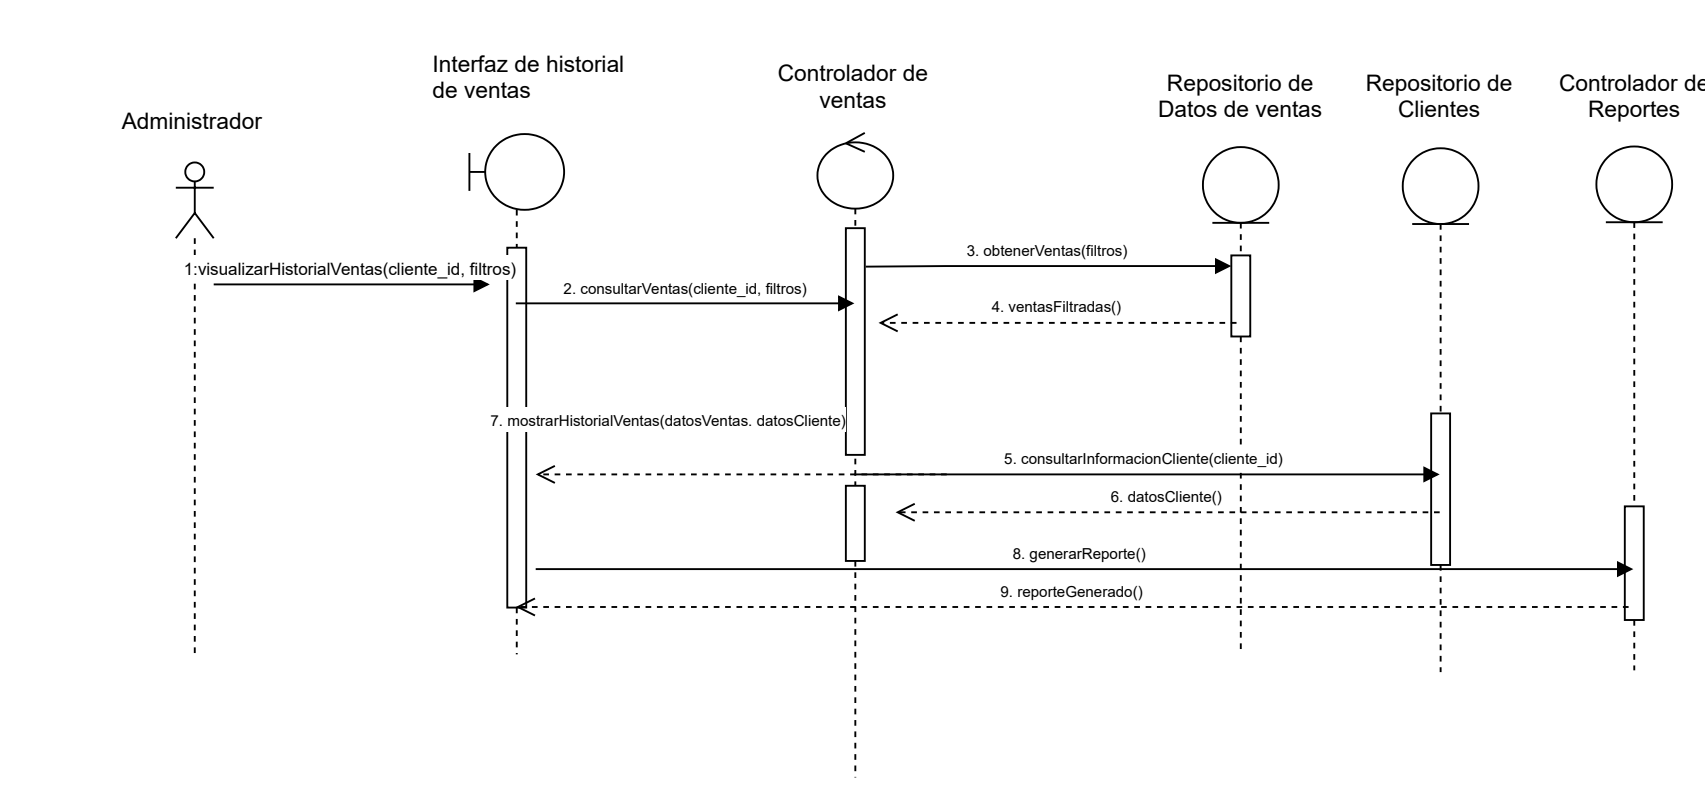 Interfaz de historial
de ventas
Controlador de
ventas
Repositorio de
Datos de ventas
Repositorio de
Clientes
Controlador de
Reportes
Administrador
1:visualizarHistorialVentas(cliente_id, filtros)
2. consultarVentas(cliente_id, filtros)
3. obtenerVentas(filtros)
4. ventasFiltradas()
7. mostrarHistorialVentas(datosVentas. datosCliente)
5. consultarInformacionCliente(cliente_id)
6. datosCliente()
8. generarReporte()
9. reporteGenerado()